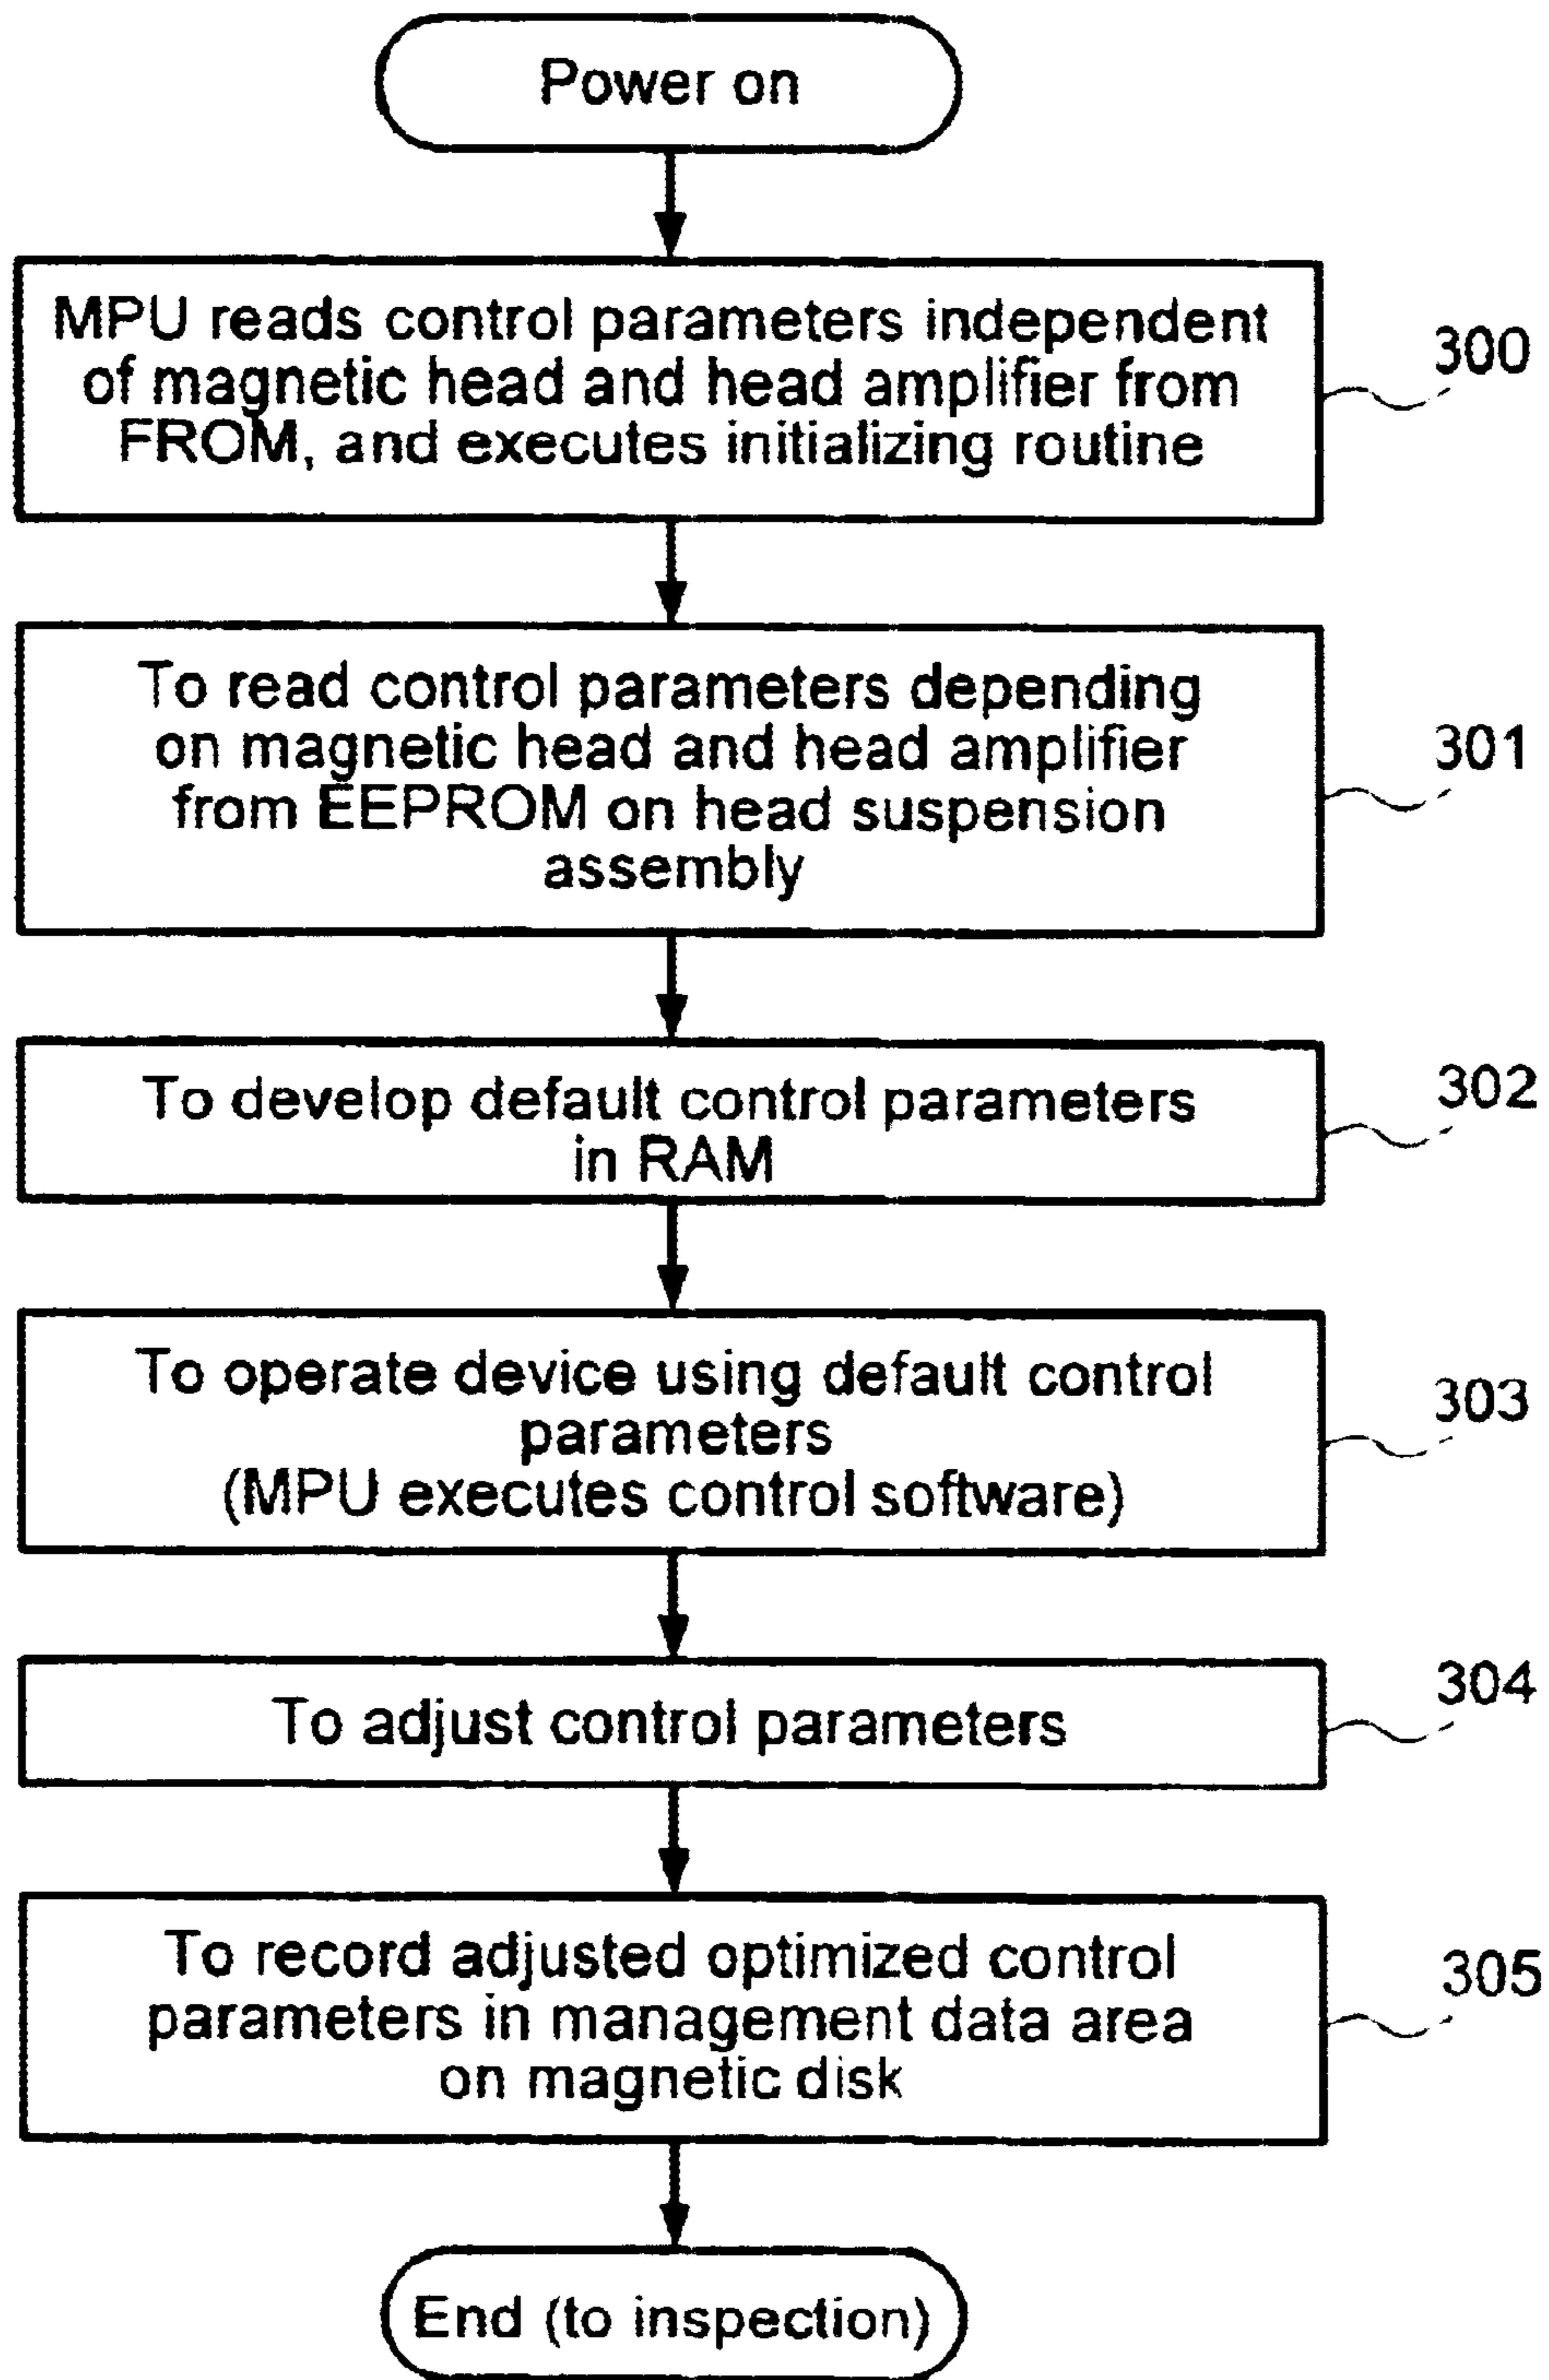 Power on
MPU reads control parameters independent
of magnetic head and head amplifier from
FROM, and executes initializing routine
300
To read control parameters depending
on magnetic head and head amplifier
from EEPROM on head suspension
assembly
301
To develop default control parameters
in RAM
302
To operate device using default control
parameters
(MPU executes control software)
303
To adjust control parameters
304
To record adjusted optimized control
parameters in management data area
on magnetic disk
305
End (to inspection)